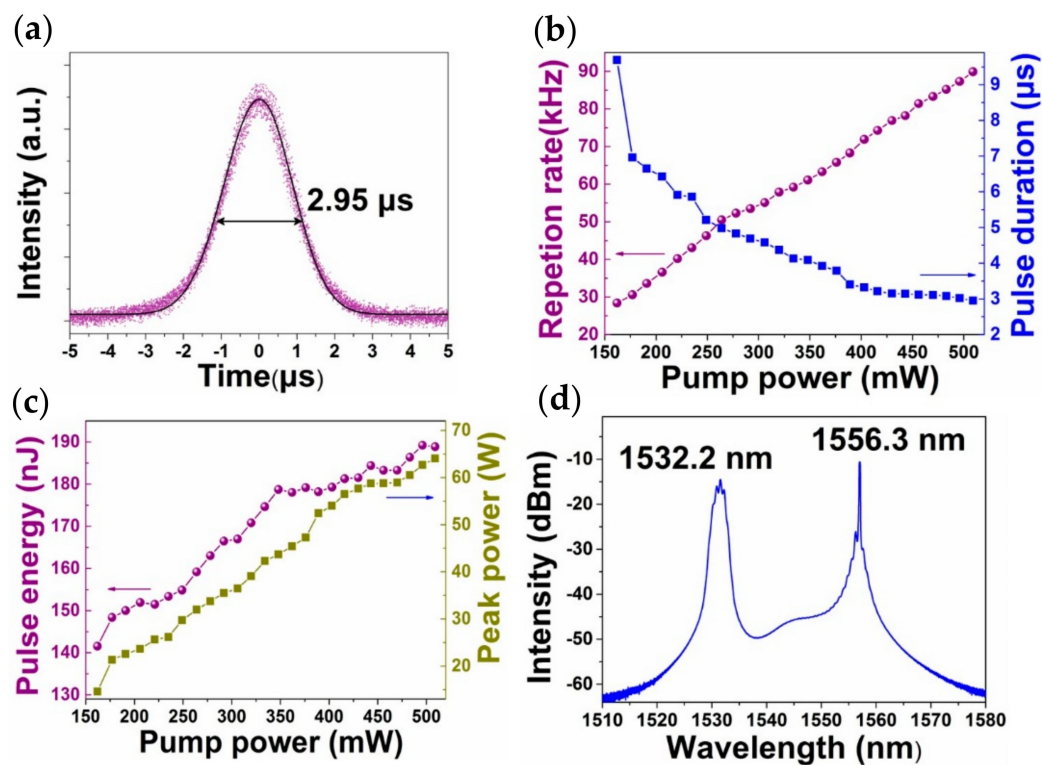 (a)
Intensity (a.u.)
2.95 μs
-5 -4 -3 -2 -1 0 1 2 3 4 5
Time(μs)
(b)
Repetion rate(kHz)
90
80
70
60
50
40
30
20
9
8
7
6
5
4
3
2
Pulse duration (μs)
150 200 250 300 350 400 450 500
Pump power (mW)
(c)
Pulse energy (nJ)
190
180
170
160
150
140
130
70
60
50
40
30
20
Peak power (W)
150 200 250 300 350 400 450 500
Pump power (mW)
(d)
1532.2 nm
1556.3 nm
Intensity (dBm)
-10
-20
-30
-40
-50
-60
1510 1520 1530 1540 1550 1560 1570 1580
Wavelength (nm)